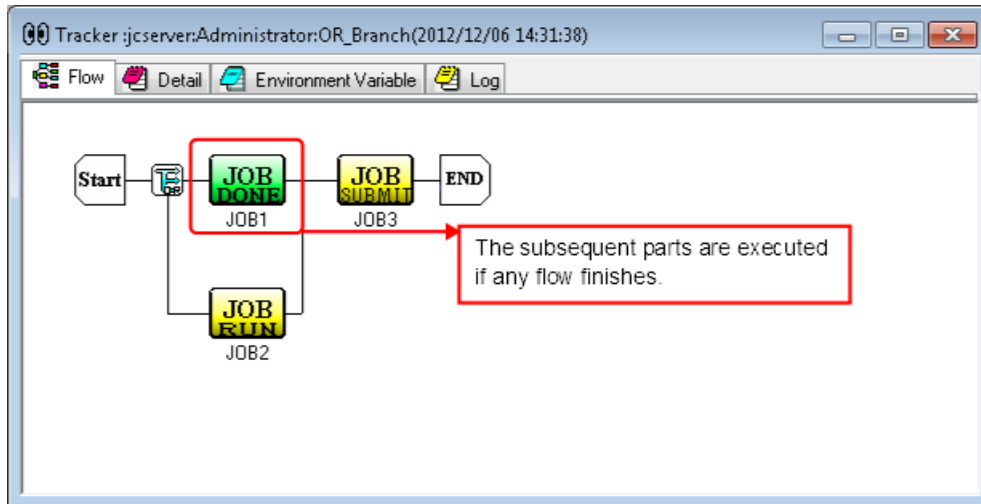 Tracker :jcserver:Administrator:OR_Branch(2012/12/06 14:31:38)
Flow Detail Environment Variable Log
Start OR JOB DONE JOB SUBMIT END
JOB1 JOB3
The subsequent parts are executed
if any flow finishes.
JOB RUN
JOB2